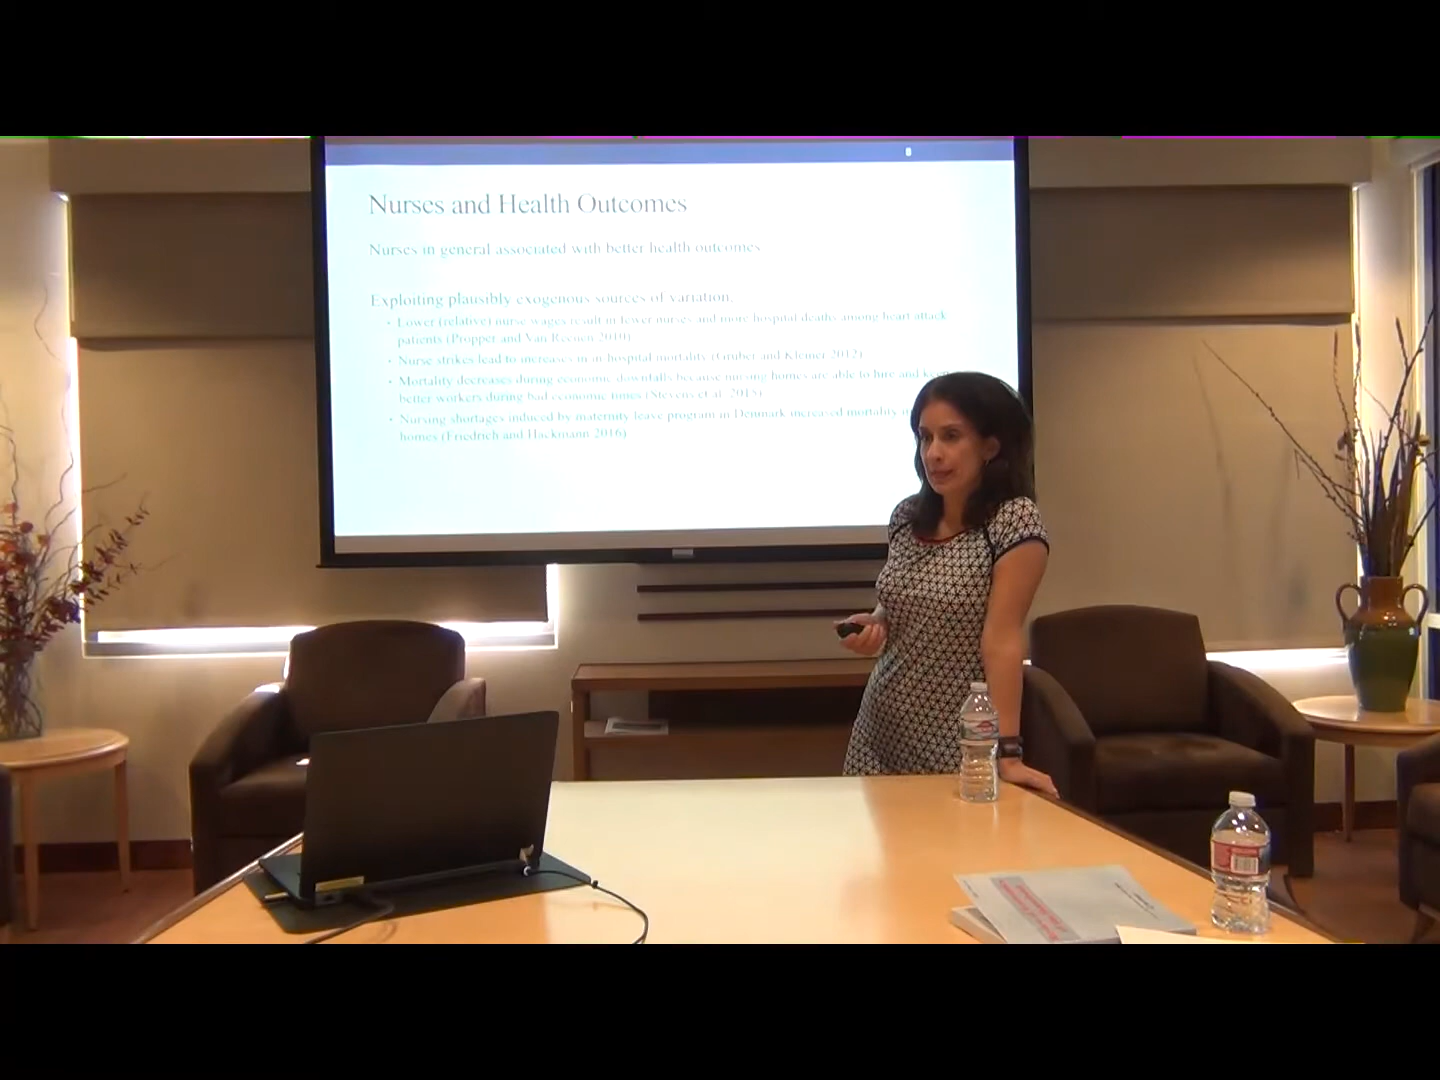 8
Nurses and Health Outcomes
Nurses in general associated with better health outcomes
Exploiting plausibly exogenous sources of variation,
• Lower (relative) nurse wages result in fewer nurses and more hospital deaths among heart attack
patients (Propper and Van Reenen 2010)
• Nurse strikes lead to increases in in hospital mortality (Gruber and Kleiner 2012)
• Mortality decreases during economic downfalls because nursing homes are able to hire and keep
better workers during bad economic times (Stevens et al. 2015)
• Nursing shortages induced by maternity leave program in Denmark increased mortality
homes (Friedrich and Hackmann 2016)